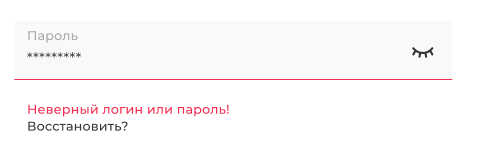 Пароль
*********
Неверный логин или пароль!
Восстановить?